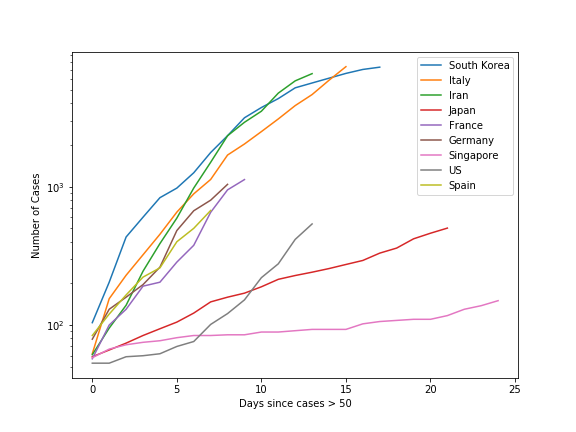 South Korea
Italy
Iran
Japan
France
Germany
Singapore
US
Spain
Number of Cases
10³
10²
0 5 10 15 20 25
Days since cases > 50